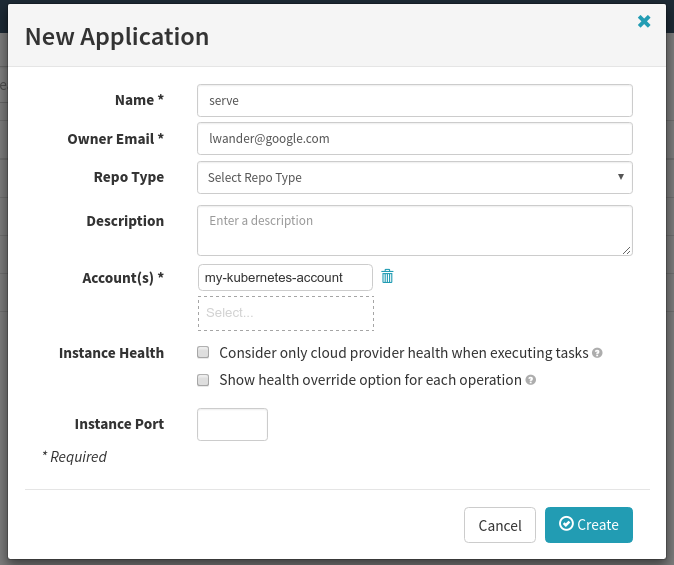 New Application
Name * serve
Owner Email * lwander@google.com
Repo Type Select Repo Type
Description Enter a description
Account(s) * my-kubernetes-account
Select...
Instance Health Consider only cloud provider health when executing tasks
Show health override option for each operation
Instance Port
* Required
Cancel Create